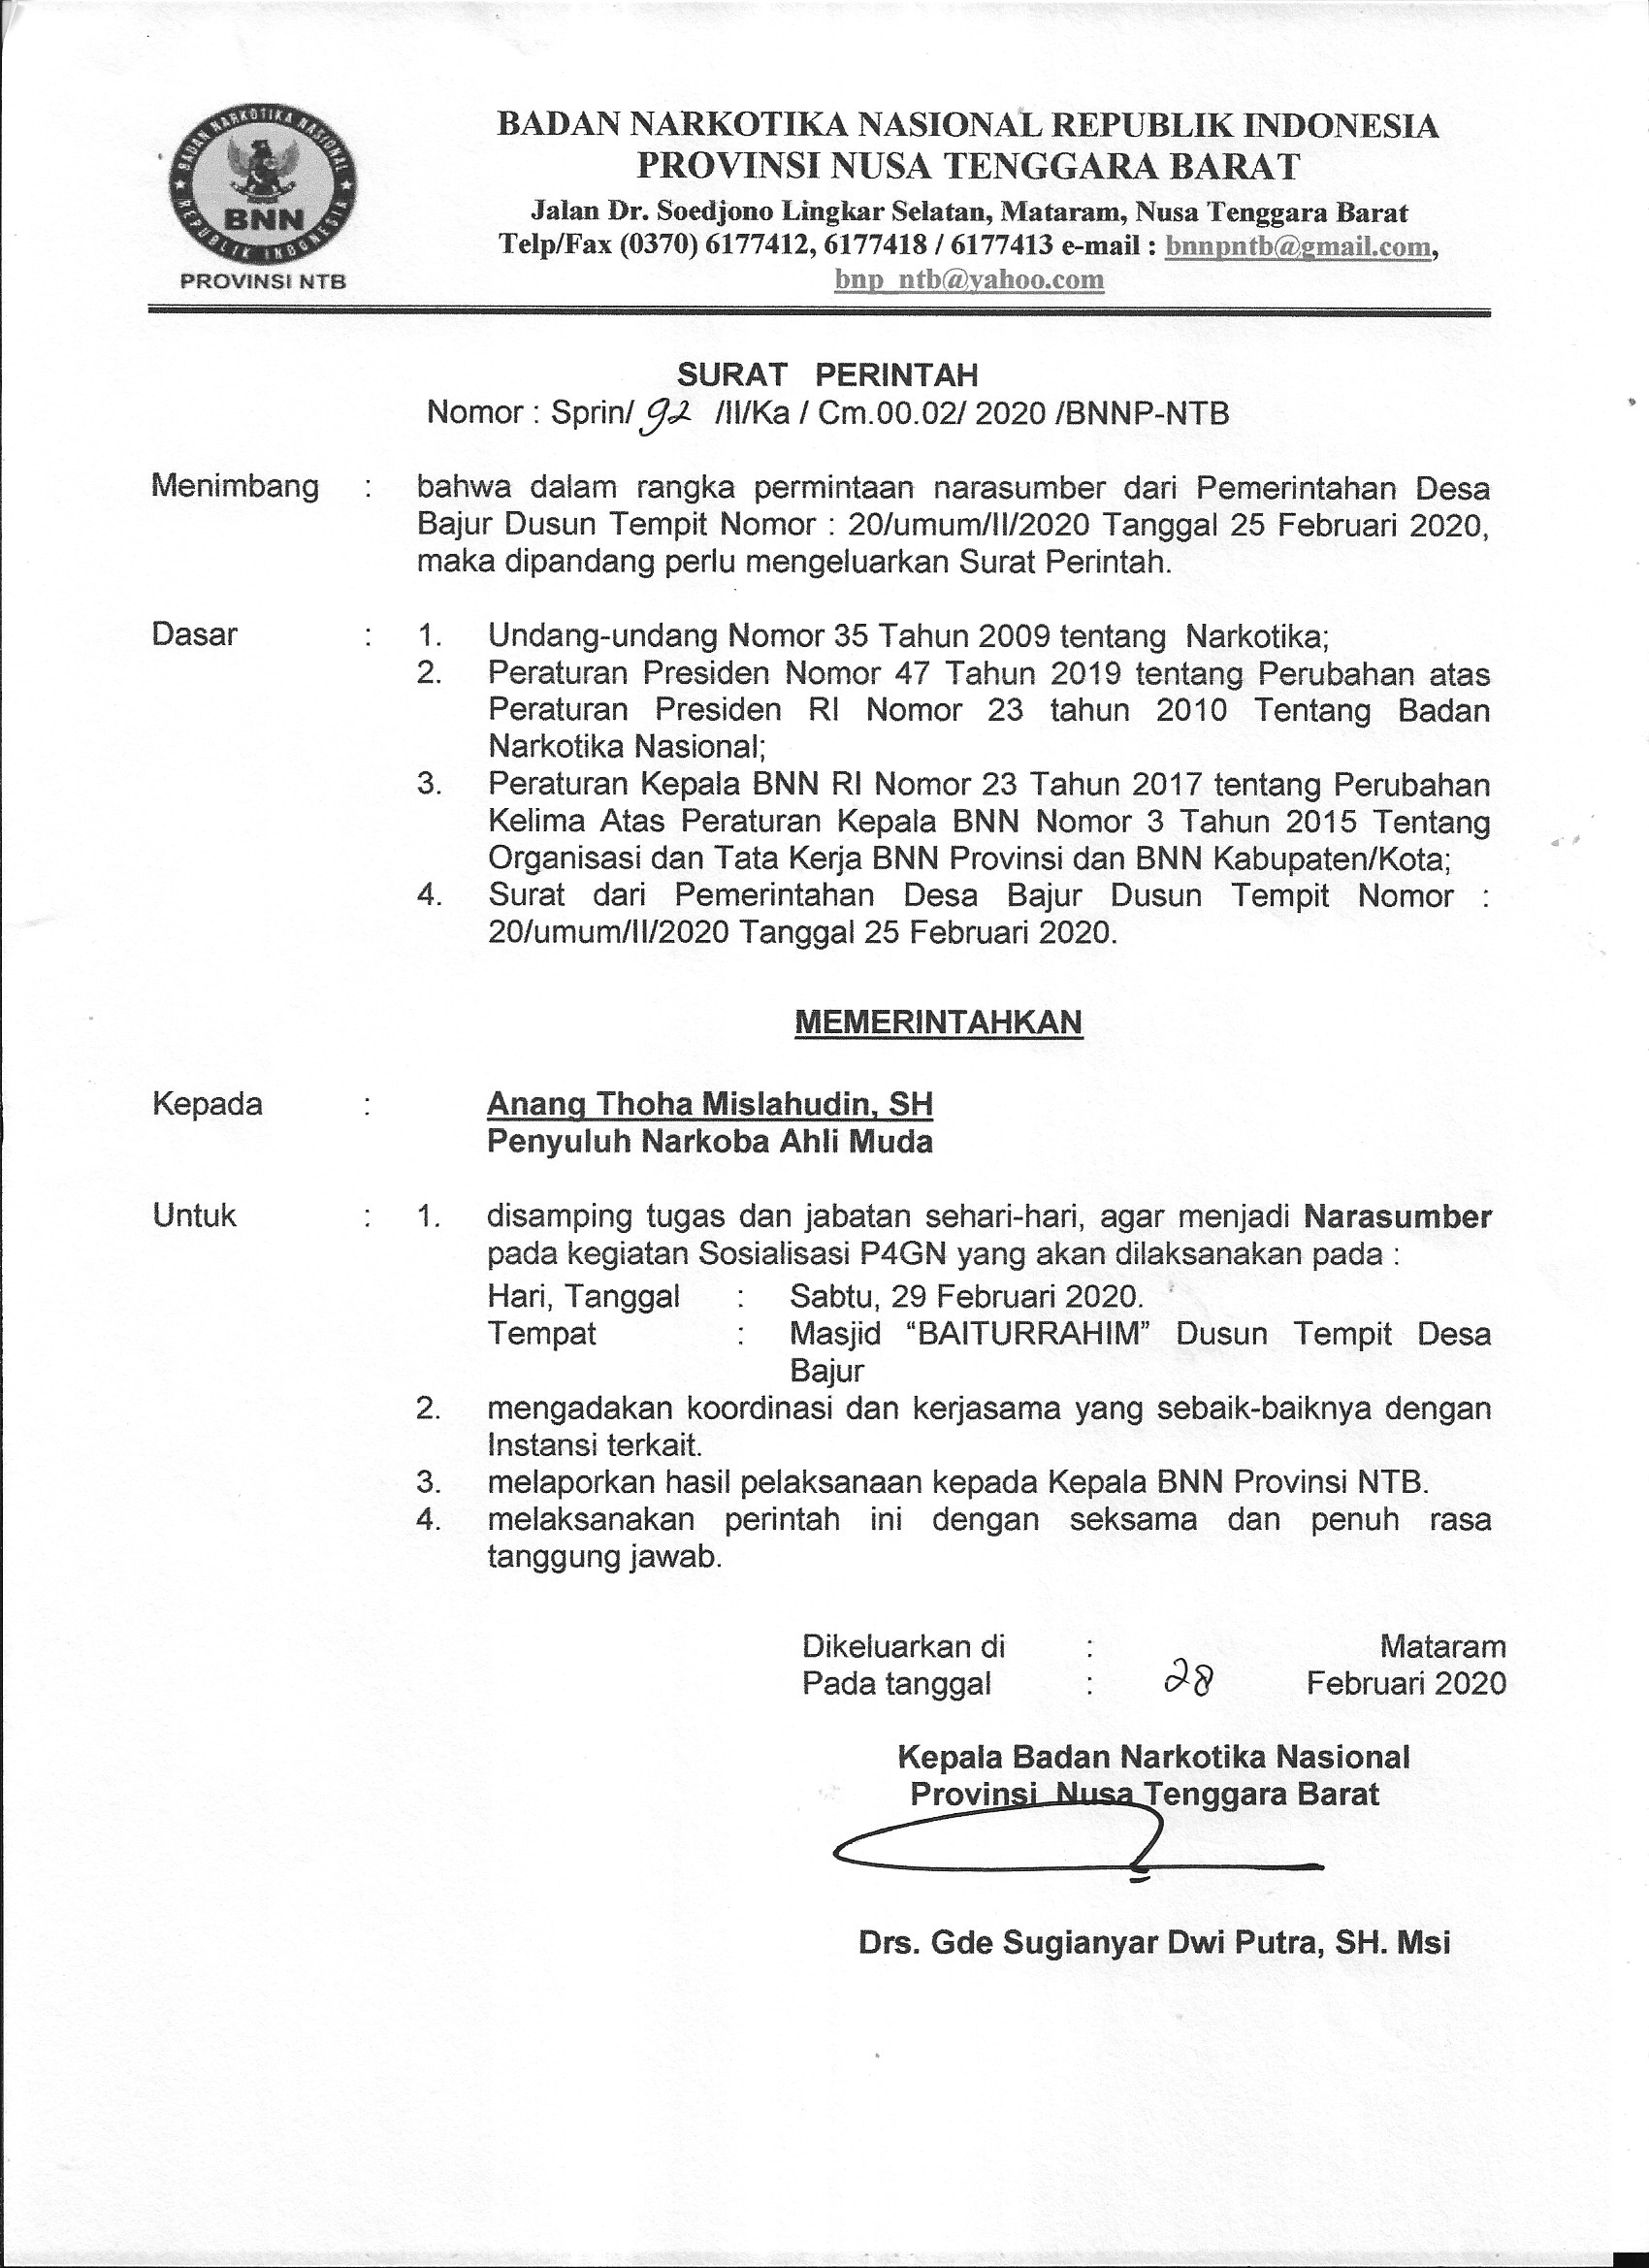 BADAN NARKOTIKA NASIONAL
REPUBLIK INDONESIA
BNN
PROVINSI NTB
BADAN NARKOTIKA NASIONAL REPUBLIK INDONESIA
PROVINSI NUSA TENGGARA BARAT
Jalan Dr. Soedjono Lingkar Selatan, Mataram, Nusa Tenggara Barat
Telp/Fax (0370) 6177412, 6177418 / 6177413 e-mail : bnnpntb@gmail.com,
bnp_ntb@yahoo.com
SURAT PERINTAH
Nomor : Sprin/ 92 /II/Ka / Cm.00.02/ 2020 /BNNP-NTB
Menimbang : bahwa dalam rangka permintaan narasumber dari Pemerintahan Desa
Bajur Dusun Tempit Nomor : 20/umum/II/2020 Tanggal 25 Februari 2020,
maka dipandang perlu mengeluarkan Surat Perintah.
Dasar : 1. Undang-undang Nomor 35 Tahun 2009 tentang Narkotika;
2. Peraturan Presiden Nomor 47 Tahun 2019 tentang Perubahan atas
Peraturan Presiden RI Nomor 23 tahun 2010 Tentang Badan
Narkotika Nasional;
3. Peraturan Kepala BNN RI Nomor 23 Tahun 2017 tentang Perubahan
Kelima Atas Peraturan Kepala BNN Nomor 3 Tahun 2015 Tentang
Organisasi dan Tata Kerja BNN Provinsi dan BNN Kabupaten/Kota;
4. Surat dari Pemerintahan Desa Bajur Dusun Tempit Nomor :
20/umum/II/2020 Tanggal 25 Februari 2020.
MEMERINTAHKAN
Kepada : Anang Thoha Mislahudin, SH
Penyuluh Narkoba Ahli Muda
Untuk : 1. disamping tugas dan jabatan sehari-hari, agar menjadi Narasumber
pada kegiatan Sosialisasi P4GN yang akan dilaksanakan pada :
Hari, Tanggal : Sabtu, 29 Februari 2020.
Tempat : Masjid “BAITURRAHIM” Dusun Tempit Desa
Bajur
2. mengadakan koordinasi dan kerjasama yang sebaik-baiknya dengan
Instansi terkait.
3. melaporkan hasil pelaksanaan kepada Kepala BNN Provinsi NTB.
4. melaksanakan perintah ini dengan seksama dan penuh rasa
tanggung jawab.
Dikeluarkan di : Mataram
Pada tanggal : 28 Februari 2020
Kepala Badan Narkotika Nasional
Provinsi Nusa Tenggara Barat
Drs. Gde Sugianyar Dwi Putra, SH. Msi